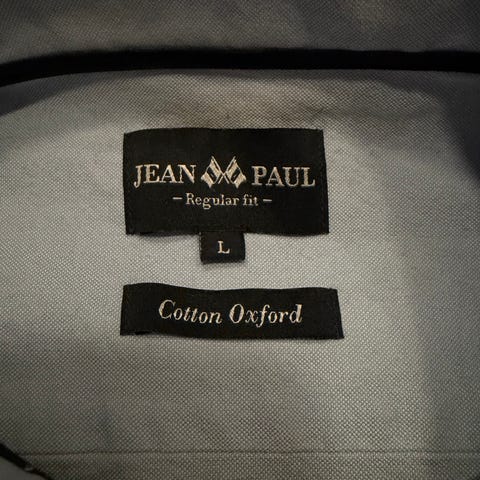 JEAN PAUL
– Regular fit –
L
Cotton Oxford